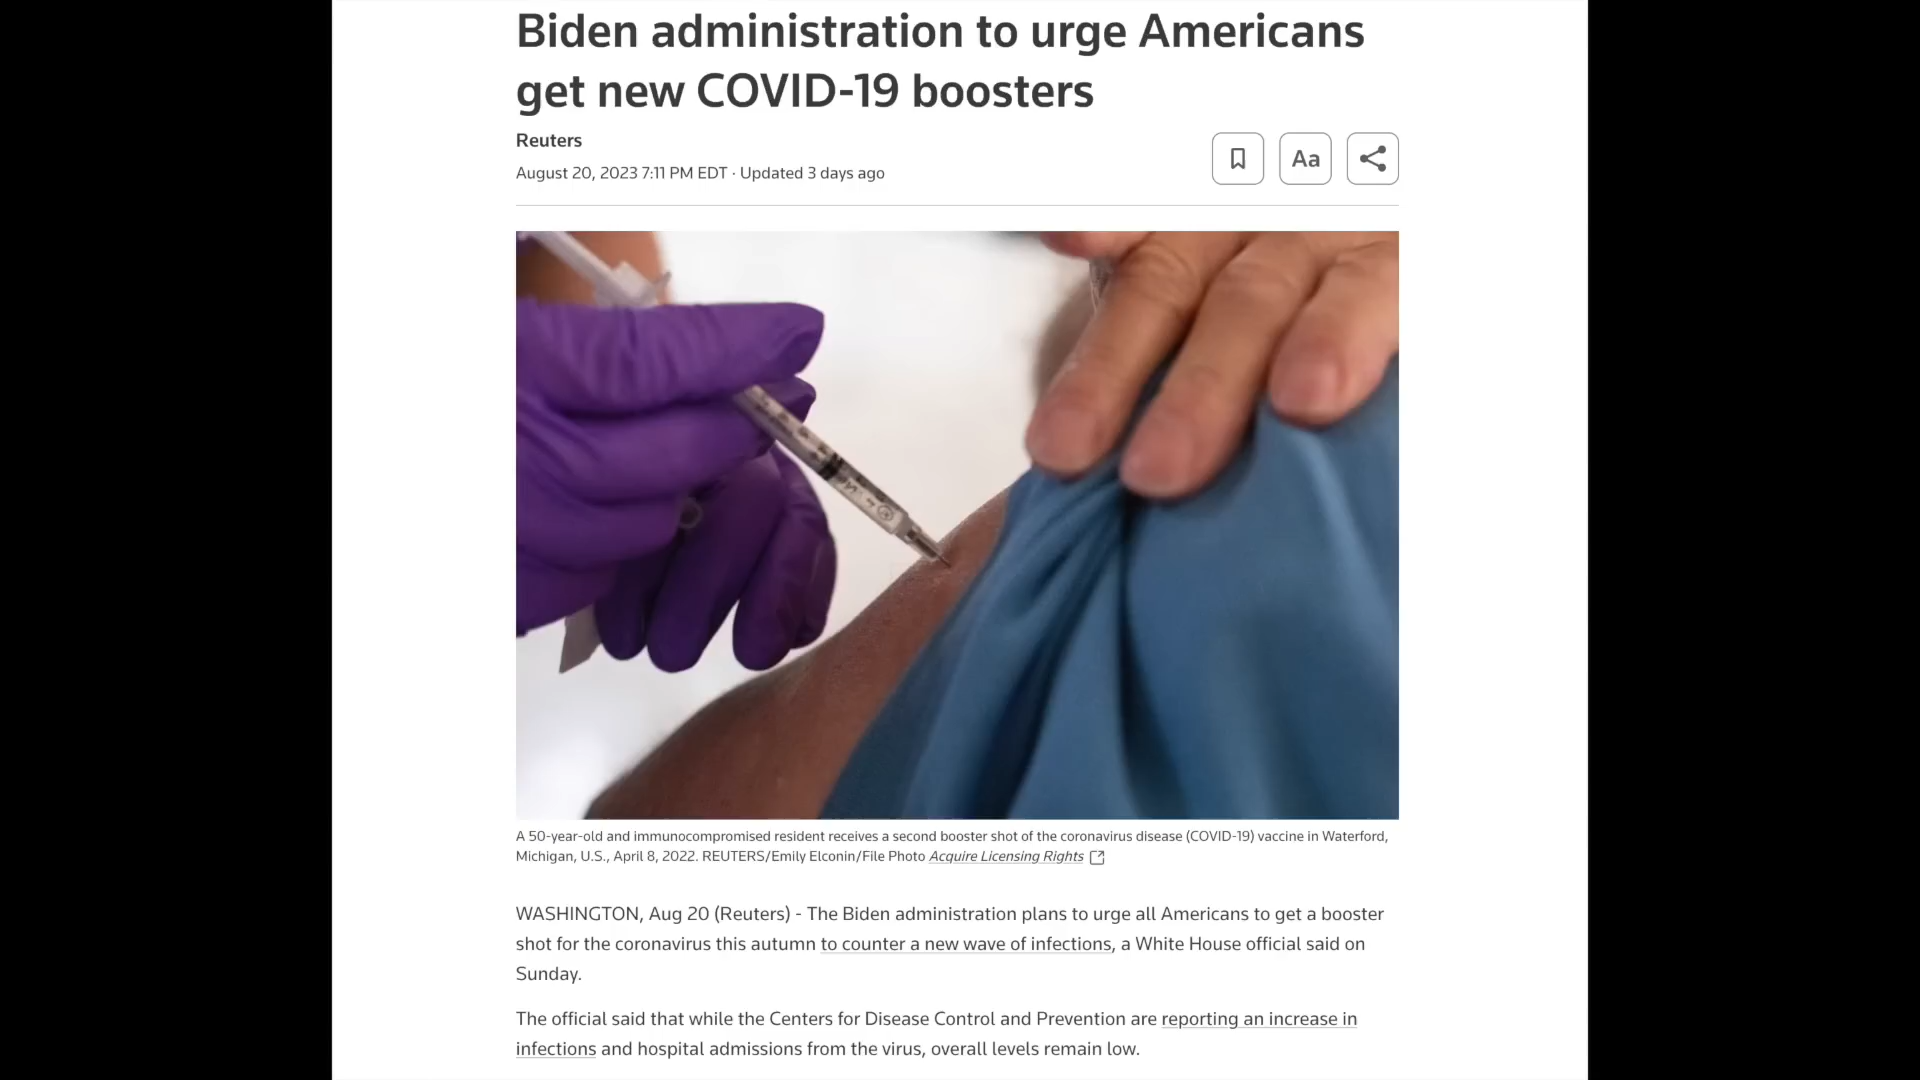 Biden administration to urge Americans
get new COVID-19 boosters
Reuters
August 20, 2023 7:11 PM EDT · Updated 3 days ago
Aa
A 50-year-old and immunocompromised resident receives a second booster shot of the coronavirus disease (COVID-19) vaccine in Waterford,
Michigan, U.S., April 8, 2022. REUTERS/Emily Elconin/File Photo Acquire Licensing Rights
WASHINGTON, Aug 20 (Reuters) - The Biden administration plans to urge all Americans to get a booster
shot for the coronavirus this autumn to counter a new wave of infections, a White House official said on
Sunday.
The official said that while the Centers for Disease Control and Prevention are reporting an increase in
infections and hospital admissions from the virus, overall levels remain low.